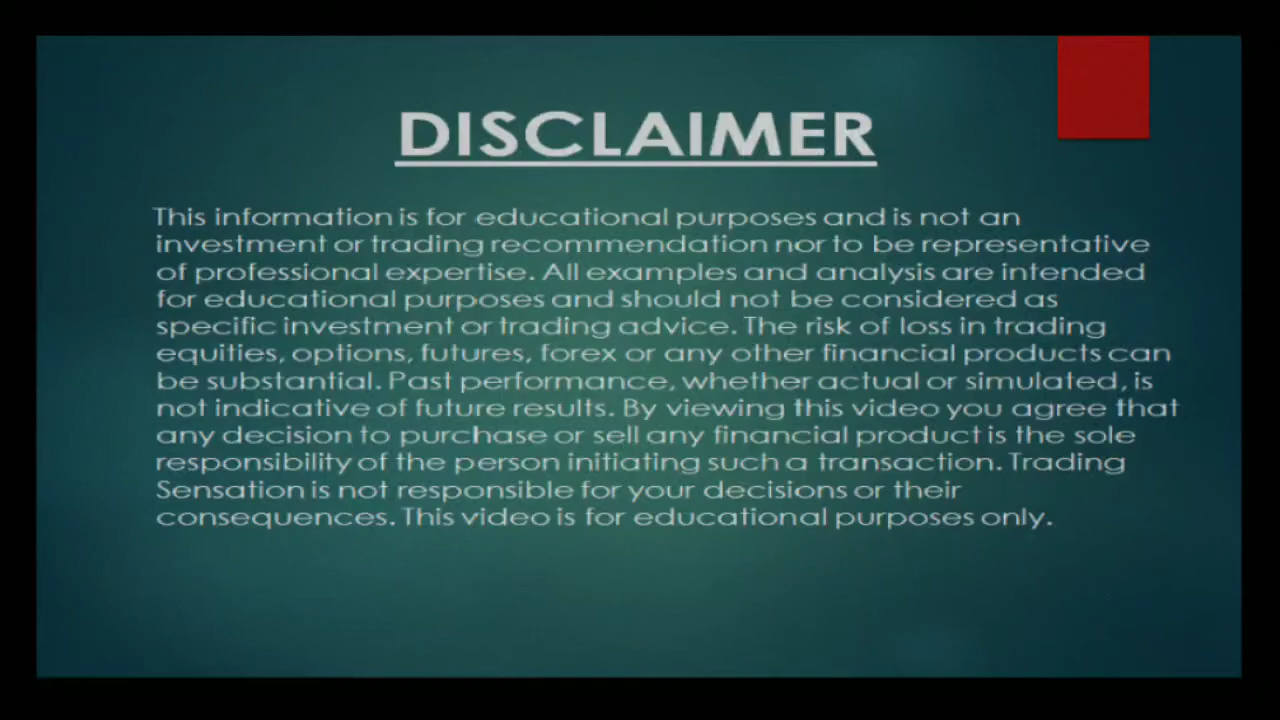 DISCLAIMER
This information is for educational purposes and is not an
investment or trading recommendation nor to be representative
of professional expertise. All examples and analysis are intended
for educational purposes and should not be considered as
specific investment or trading advice. The risk of loss in trading
equities, options, futures, forex or any other financial products can
be substantial. Past performance, whether actual or simulated, is
not indicative of future results. By viewing this video you agree that
any decision to purchase or sell any financial product is the sole
responsibility of the person initiating such a transaction. Trading
Sensation is not responsible for your decisions or their
consequences. This video is for educational purposes only.